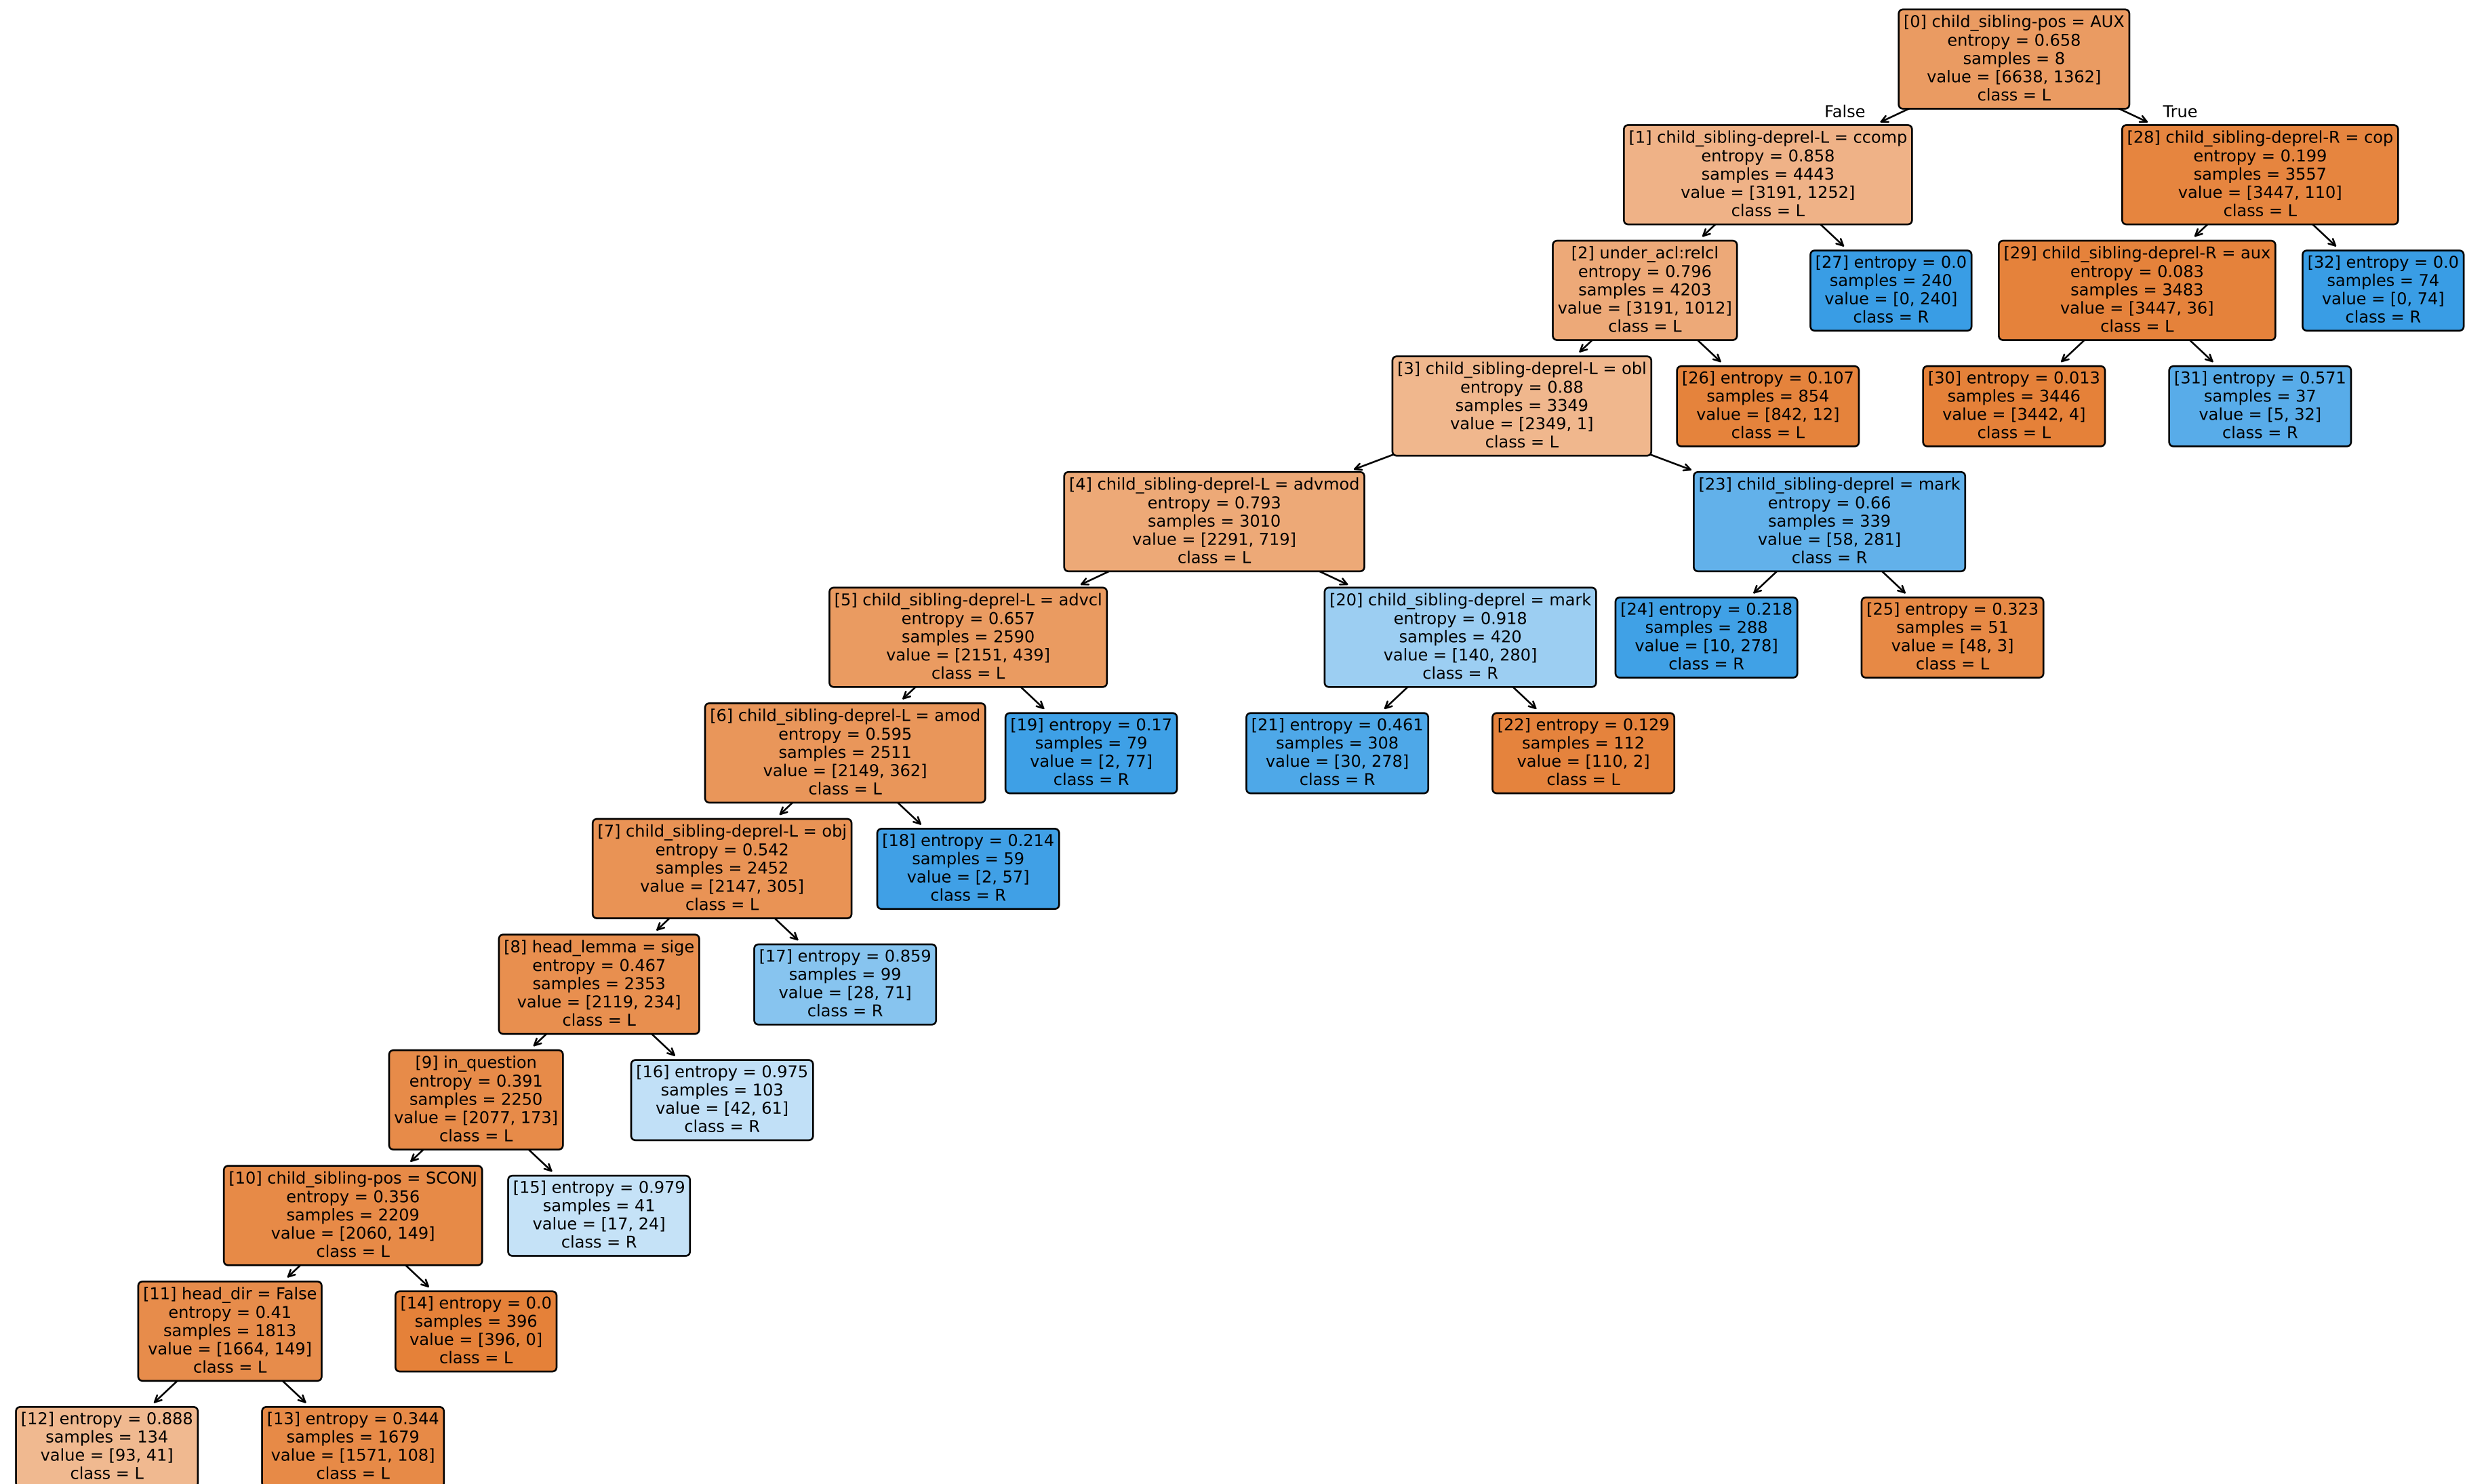 [0] child_sibling-pos = AUX
entropy = 0.658
samples = 8
value = [6638, 1362]
class = L
False
True
[1] child_sibling-deprel-L = ccomp
entropy = 0.858
samples = 4443
value = [3191, 1252]
class = L
[28] child_sibling-deprel-R = cop
entropy = 0.199
samples = 3557
value = [3447, 110]
class = L
[2] under_acl:relcl
entropy = 0.796
samples = 4203
value = [3191, 1012]
class = L
[27] entropy = 0.0
samples = 240
value = [0, 240]
class = R
[29] child_sibling-deprel-R = aux
entropy = 0.083
samples = 3483
value = [3447, 36]
class = L
[32] entropy = 0.0
samples = 74
value = [0, 74]
class = R
[3] child_sibling-deprel-L = obl
entropy = 0.88
samples = 3349
value = [2349, 1]
class = L
[26] entropy = 0.107
samples = 854
value = [842, 12]
class = L
[30] entropy = 0.013
samples = 3446
value = [3442, 4]
class = L
[31] entropy = 0.571
samples = 37
value = [5, 32]
class = R
[4] child_sibling-deprel-L = advmod
entropy = 0.793
samples = 3010
value = [2291, 719]
class = L
[23] child_sibling-deprel = mark
entropy = 0.66
samples = 339
value = [58, 281]
class = R
[5] child_sibling-deprel-L = advcl
entropy = 0.657
samples = 2590
value = [2151, 439]
class = L
[20] child_sibling-deprel = mark
entropy = 0.918
samples = 420
value = [140, 280]
class = R
[24] entropy = 0.218
samples = 288
value = [10, 278]
class = R
[25] entropy = 0.323
samples = 51
value = [48, 3]
class = L
[6] child_sibling-deprel-L = amod
entropy = 0.595
samples = 2511
value = [2149, 362]
class = L
[19] entropy = 0.17
samples = 79
value = [2, 77]
class = R
[21] entropy = 0.461
samples = 308
value = [30, 278]
class = R
[22] entropy = 0.129
samples = 112
value = [110, 2]
class = L
[7] child_sibling-deprel-L = obj
entropy = 0.542
samples = 2452
value = [2147, 305]
class = L
[18] entropy = 0.214
samples = 59
value = [2, 57]
class = R
[8] head_lemma = sige
entropy = 0.467
samples = 2353
value = [2119, 234]
class = L
[17] entropy = 0.859
samples = 99
value = [28, 71]
class = R
[9] in_question
entropy = 0.391
samples = 2250
value = [2077, 173]
class = L
[16] entropy = 0.975
samples = 103
value = [42, 61]
class = R
[10] child_sibling-pos = SCONJ
entropy = 0.356
samples = 2209
value = [2060, 149]
class = L
[15] entropy = 0.979
samples = 41
value = [17, 24]
class = R
[11] head_dir = False
entropy = 0.41
samples = 1813
value = [1664, 149]
class = L
[14] entropy = 0.0
samples = 396
value = [396, 0]
class = L
[12] entropy = 0.888
samples = 134
value = [93, 41]
class = L
[13] entropy = 0.344
samples = 1679
value = [1571, 108]
class = L